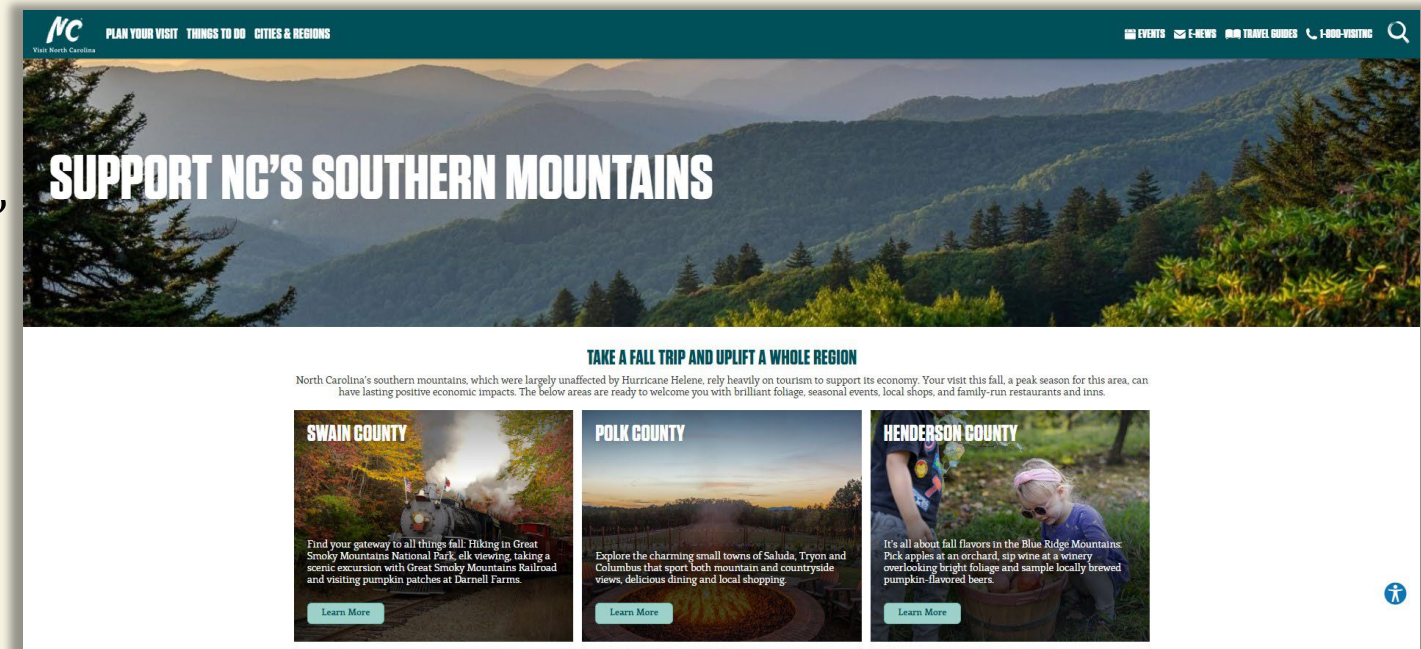 NC
Visit North Carolina
PLAN YOUR VISIT THINGS TO DO CITIES & REGIONS
EVENTS E-NEWS TRAVEL GUIDES 1-800-VISITNC
SUPPORT NC'S SOUTHERN MOUNTAINS
,
TAKE A FALL TRIP AND UPLIFT A WHOLE REGION
North Carolina's southern mountains, which were largely unaffected by Hurricane Helene, rely heavily on tourism to support its economy. Your visit this fall, a peak season for this area, can
have lasting positive economic impacts. The below areas are ready to welcome you with brilliant foliage, seasonal events, local shops, and family-run restaurants and inns.
SWAIN COUNTY
Find your gateway to all things fall: Hiking in Great
Smoky Mountains National Park, elk viewing, taking a
scenic excursion with Great Smoky Mountains Railroad
and visiting pumpkin patches at Darnell Farms.
Learn More
POLK COUNTY
Explore the charming small towns of Saluda, Tryon and
Columbus that sport both mountain and countryside
views, delicious dining and local shopping.
Learn More
HENDERSON COUNTY
It's all about fall flavors in the Blue Ridge Mountains:
Pick apples at an orchard, sip wine at a winery
overlooking bright foliage and sample locally brewed
pumpkin-flavored beers.
Learn More